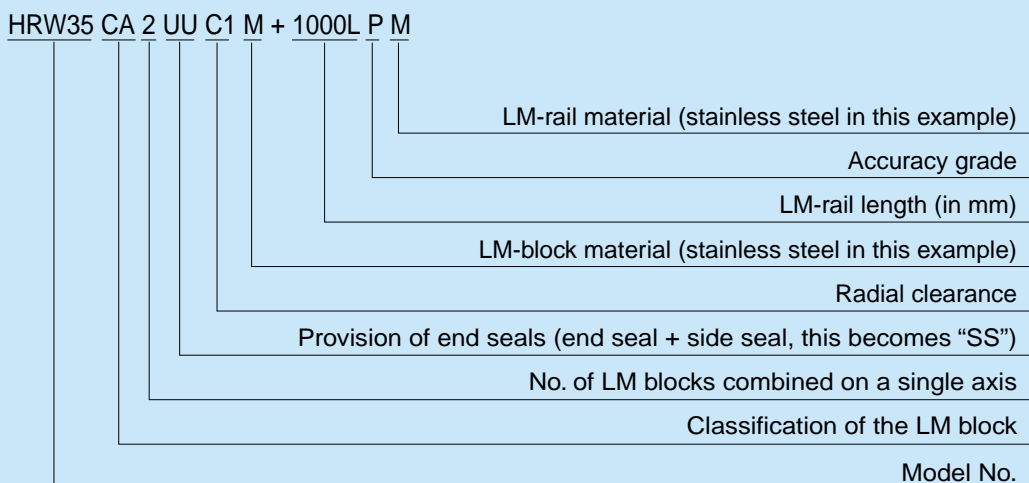 HRW35 CA 2 UU C1 M + 1000L P M
LM-rail material (stainless steel in this example)
Accuracy grade
LM-rail length (in mm)
LM-block material (stainless steel in this example)
Radial clearance
Provision of end seals (end seal + side seal, this becomes “SS”)
No. of LM blocks combined on a single axis
Classification of the LM block
Model No.